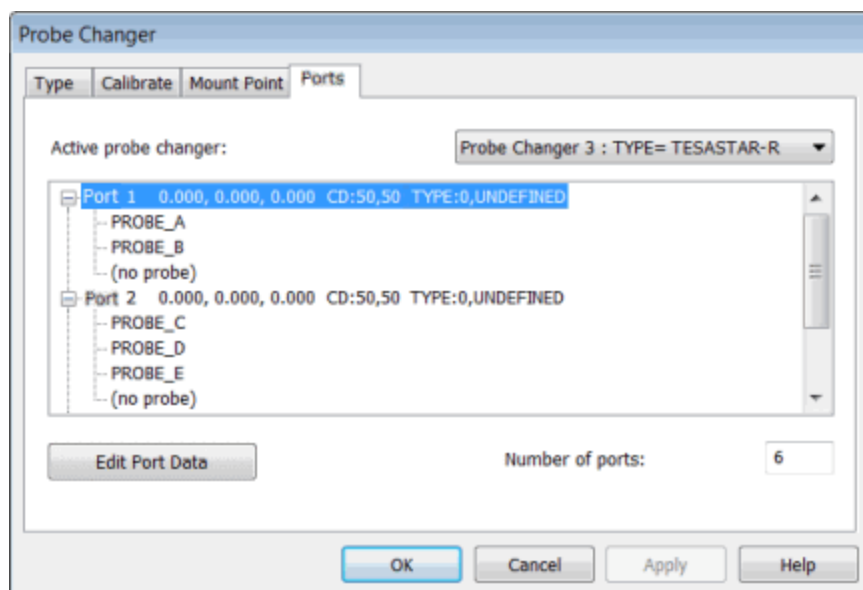 Probe Changer
Type Calibrate Mount Point Ports
Active probe changer: Probe Changer 3 : TYPE= TESASTAR-R
Port 1 0.000, 0.000, 0.000 CD:50,50 TYPE:0,UNDEFINED
PROBE_A
PROBE_B
(no probe)
Port 2 0.000, 0.000, 0.000 CD:50,50 TYPE:0,UNDEFINED
PROBE_C
PROBE_D
PROBE_E
(no probe)
Edit Port Data Number of ports: 6
OK Cancel Apply Help